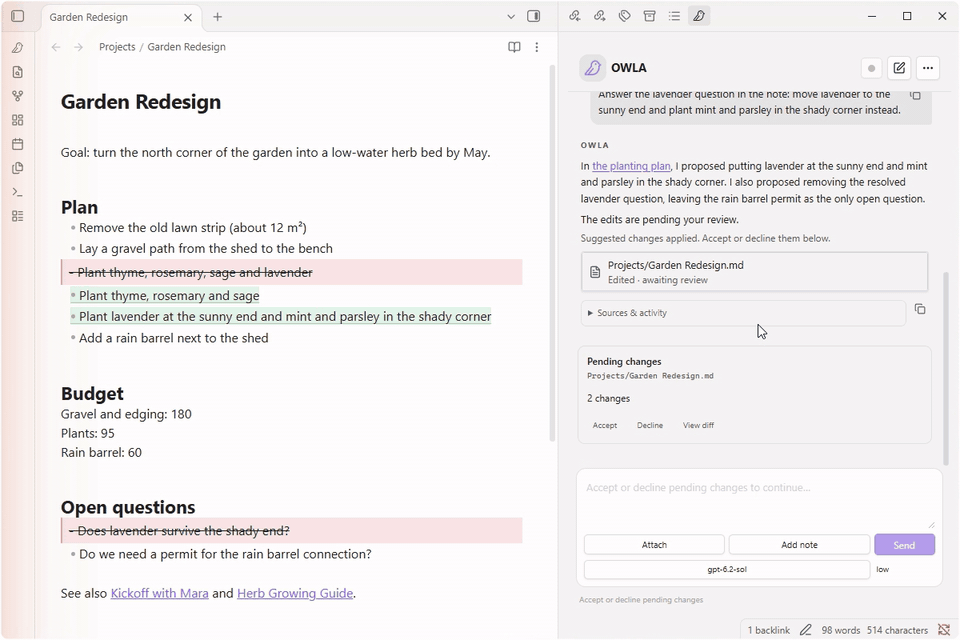 Garden Redesign
Projects / Garden Redesign
Garden Redesign
Goal: turn the north corner of the garden into a low-water herb bed by May.
Plan
• Remove the old lawn strip (about 12 m²)
• Lay a gravel path from the shed to the bench
- Plant thyme, rosemary, sage and lavender
• Plant thyme, rosemary and sage
• Plant lavender at the sunny end and mint and parsley in the shady corner
• Add a rain barrel next to the shed
Budget
Gravel and edging: 180
Plants: 95
Rain barrel: 60
Open questions
- Does lavender survive the shady end?
• Do we need a permit for the rain barrel connection?
See also Kickoff with Mara and Herb Growing Guide.
OWLA
Answer the lavender question in the note: move lavender to the
sunny end and plant mint and parsley in the shady corner instead.
OWLA
In the planting plan, I proposed putting lavender at the sunny end and mint
and parsley in the shady corner. I also proposed removing the resolved
lavender question, leaving the rain barrel permit as the only open question.
The edits are pending your review.
Suggested changes applied. Accept or decline them below.
Projects/Garden Redesign.md
Edited · awaiting review
Sources & activity
Pending changes
Projects/Garden Redesign.md
2 changes
Accept Decline View diff
Accept or decline pending changes to continue...
Attach Add note Send
gpt-6.2-sol low
Accept or decline pending changes
1 backlink 98 words 514 characters